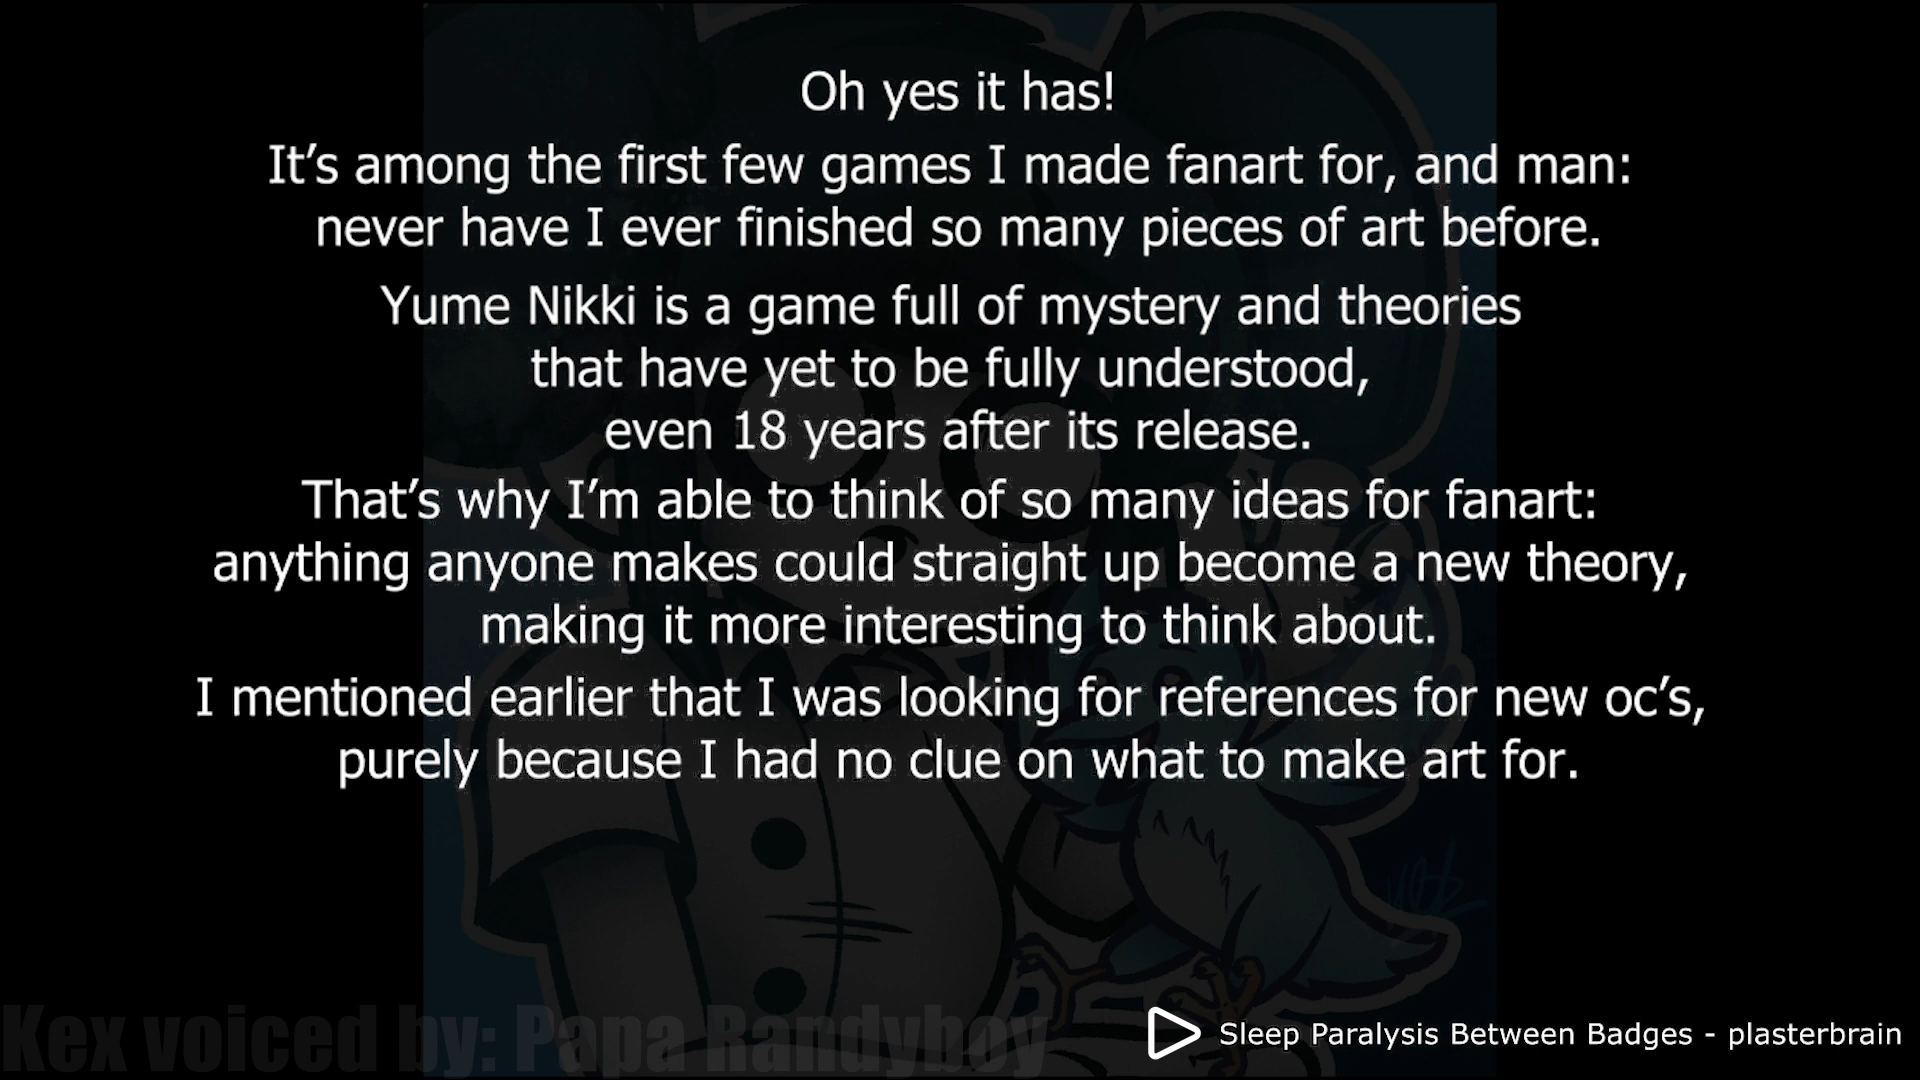 Oh yes it has!
It’s among the first few games I made fanart for, and man:
never have I ever finished so many pieces of art before.
Yume Nikki is a game full of mystery and theories
that have yet to be fully understood,
even 18 years after its release.
That’s why I’m able to think of so many ideas for fanart:
anything anyone makes could straight up become a new theory,
making it more interesting to think about.
I mentioned earlier that I was looking for references for new oc’s,
purely because I had no clue on what to make art for.
Kex voiced by: Papa Randyboy
Sleep Paralysis Between Badges - plasterbrain